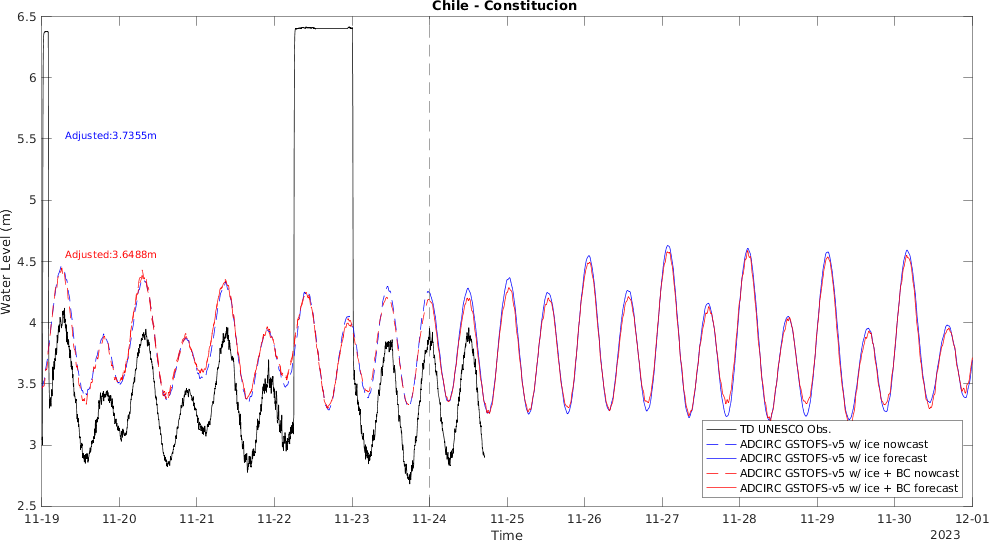 Chile - Constitucion
6.5
6
5.5
5
4.5
4
3.5
3
2.5
Water Level (m)
Adjusted:3.7355m
Adjusted:3.6488m
TD UNESCO Obs.
ADCIRC GSTOFS-v5 w/ ice nowcast
ADCIRC GSTOFS-v5 w/ ice forecast
ADCIRC GSTOFS-v5 w/ ice + BC nowcast
ADCIRC GSTOFS-v5 w/ ice + BC forecast
11-19 11-20 11-21 11-22 11-23 11-24 11-25 11-26 11-27 11-28 11-29 11-30 12-01
Time
2023